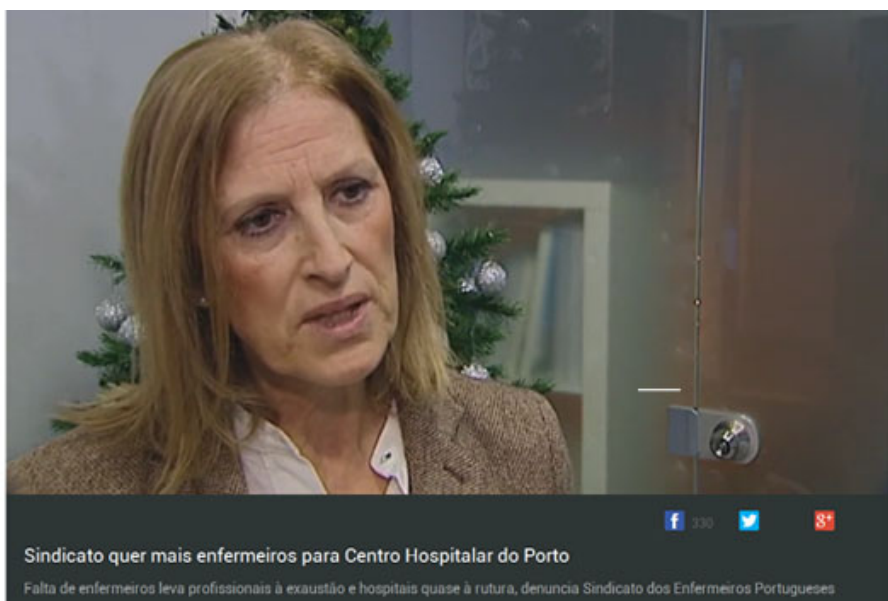 f 330 8+
Sindicato quer mais enfermeiros para Centro Hospitalar do Porto
Falta de enfermeiros leva profissionais à exaustão e hospitais quase à rutura, denuncia Sindicato dos Enfermeiros Portugueses